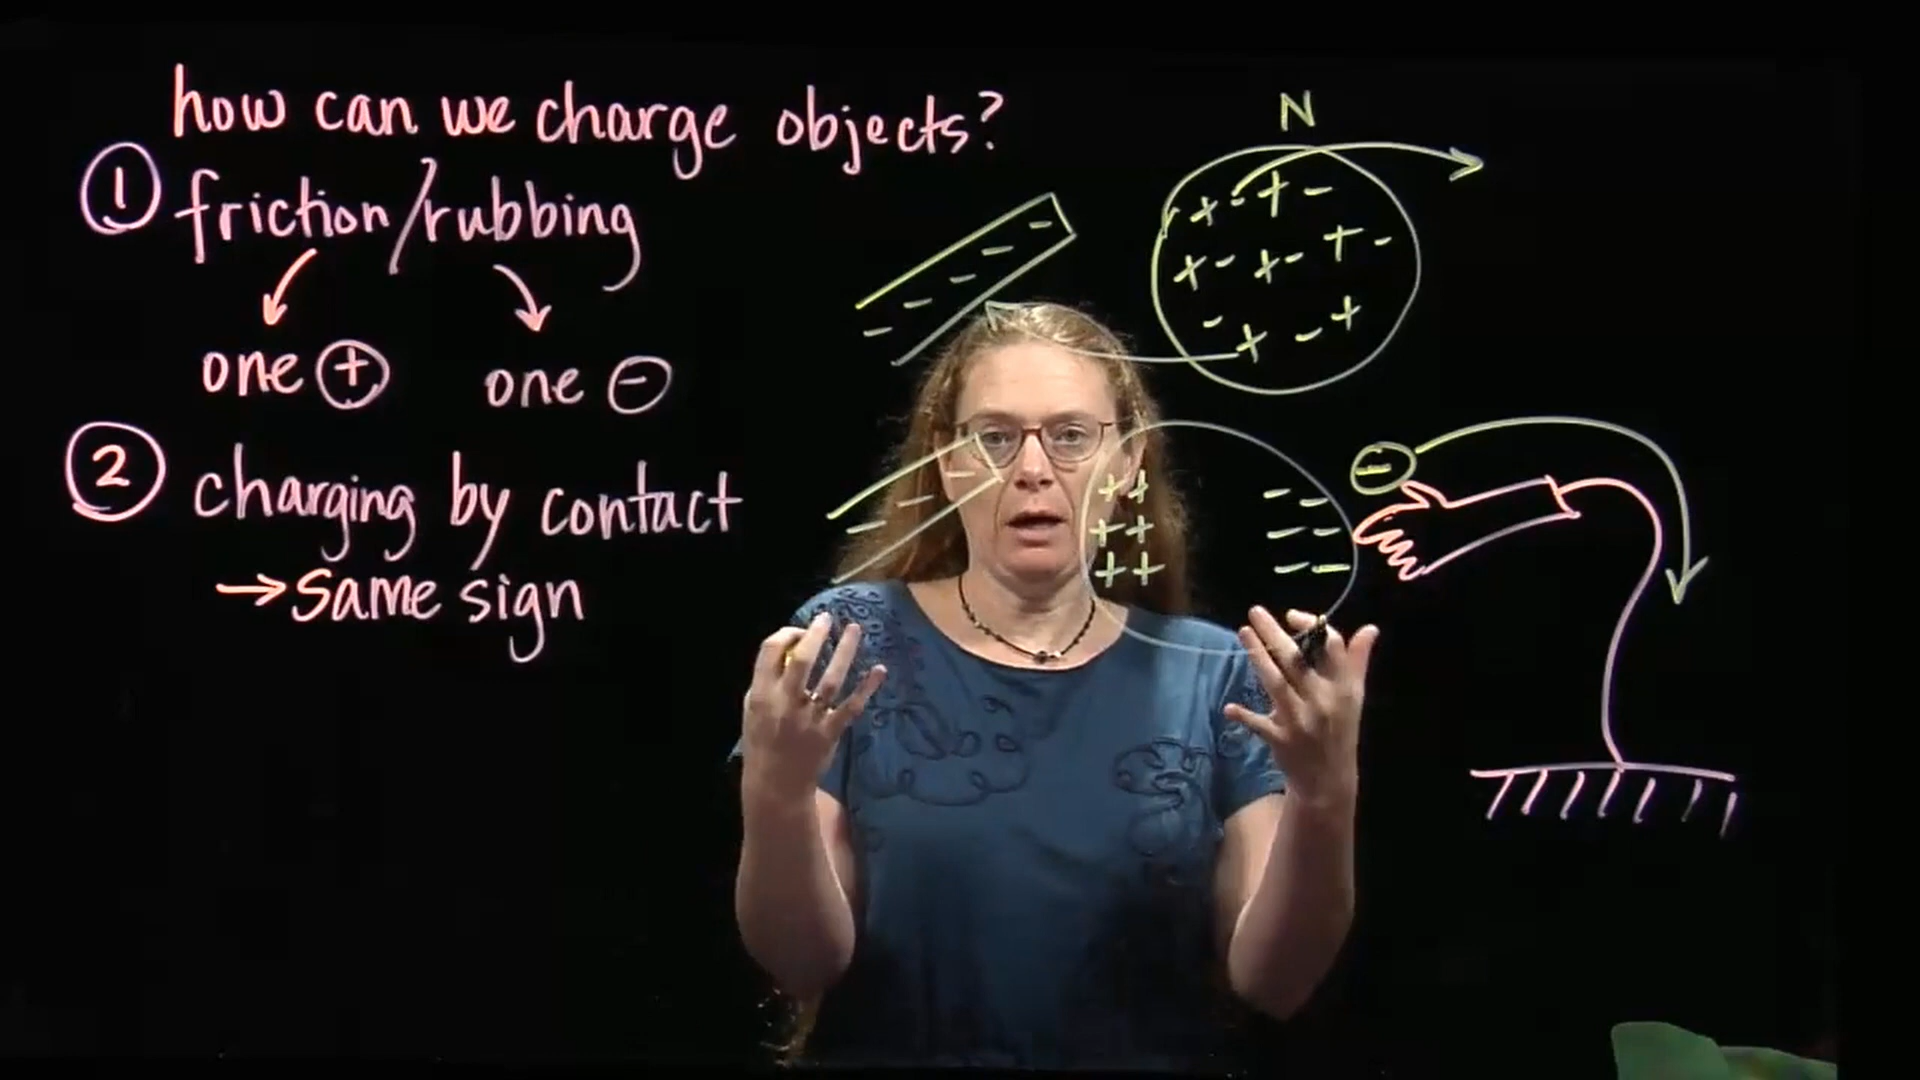 how can we charge objects?
① friction/rubbing
one ⊕ one ⊖
② charging by contact
→ same sign
N
- - - - -
+ - + -
+ - + - + -
- + - +
- - -
+ + - -
+ + - -
+ + - -
⊖